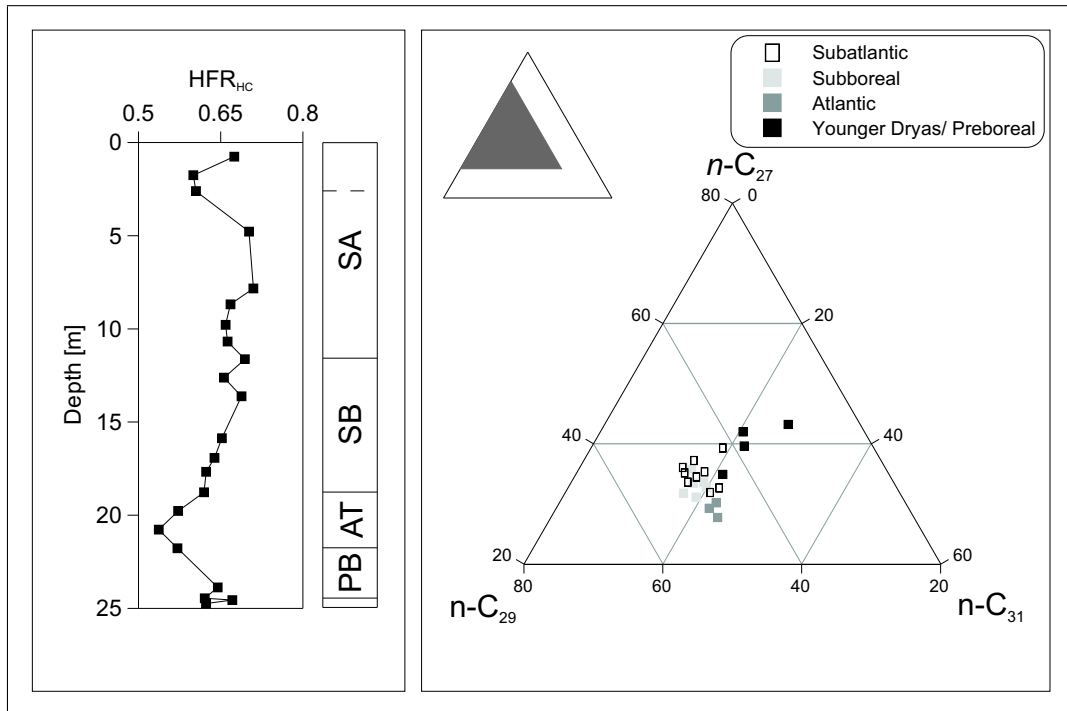 HFR_HC
0.5 0.65 0.8
0
5
10
15
20
25
Depth [m]
SA
SB
AT
PB
Subatlantic
Subboreal
Atlantic
Younger Dryas/ Preboreal
n-C27
80 0
60 20
40 40
20 60
80 60 40 20
n-C29 n-C31